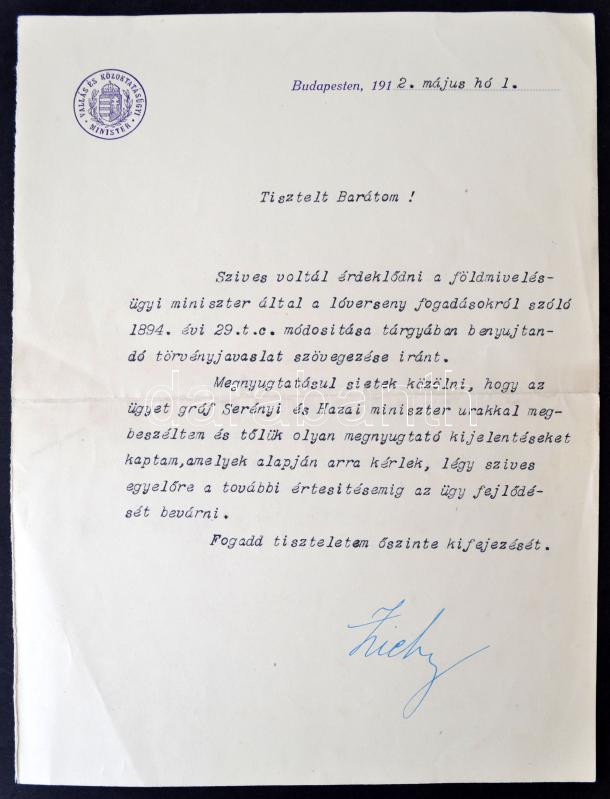 VALLÁS ÉS KÖZOKTATÁSÜGYI MINISTER
Budapesten, 1912. május hó 1.
Tisztelt Barátom !
Szives voltál érdeklődni a földmivelés-
ügyi miniszter által a lóverseny fogadásokról szóló
1894. évi 29.t.c. módositása tárgyában benyujtan-
dó törvényjavaslat szövegezése iránt.
Megnyugtatásul sietek közölni, hogy az
ügyet gróf Serényi és Hazai miniszter urakkal meg-
beszéltem és tőlük olyan megnyugtató kijelentéseket
kaptam,amelyek alapján arra kérlek, légy szives
egyelőre a további értesitésemig az ügy fejlődé-
sét bevárni.
Fogadd tiszteletem őszinte kifejezését.
Zichy
darabanth